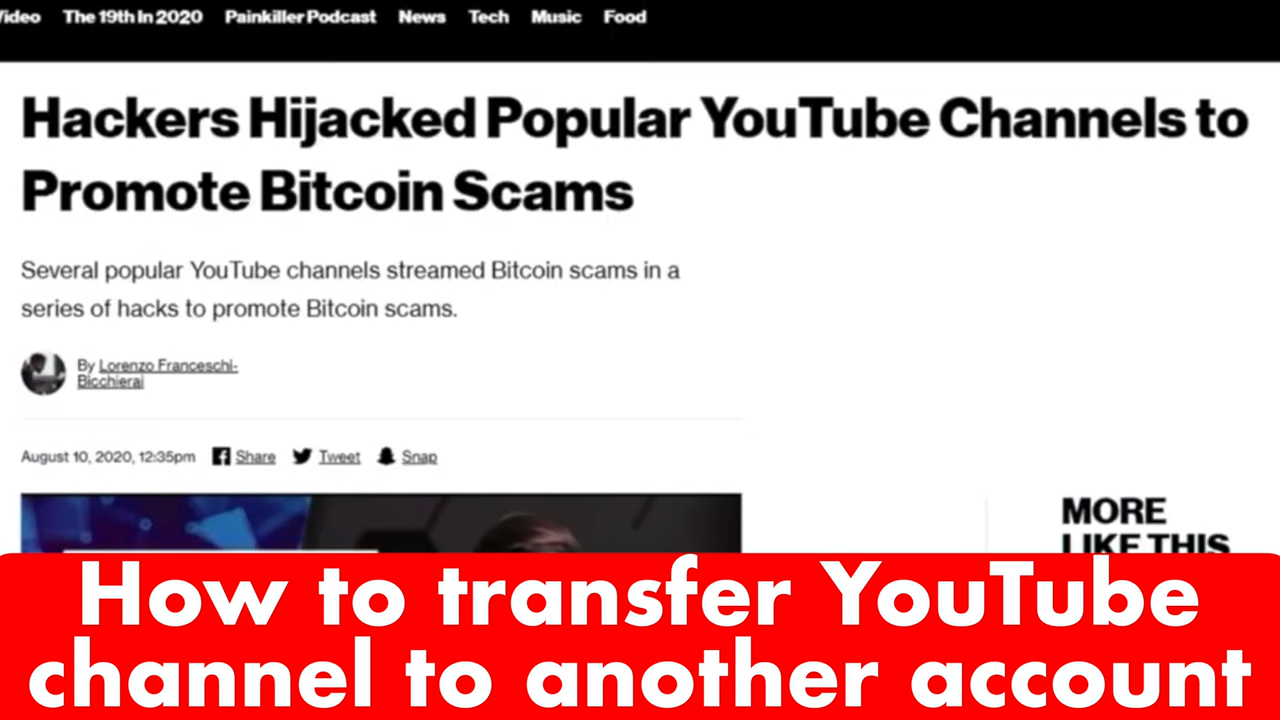 Video The 19th In 2020 Painkiller Podcast News Tech Music Food
Hackers Hijacked Popular YouTube Channels to
Promote Bitcoin Scams
Several popular YouTube channels streamed Bitcoin scams in a
series of hacks to promote Bitcoin scams.
By Lorenzo Franceschi-
Bicchierai
August 10, 2020, 12:35pm Share Tweet Snap
MORE
LIKE THIS
How to transfer YouTube
channel to another account